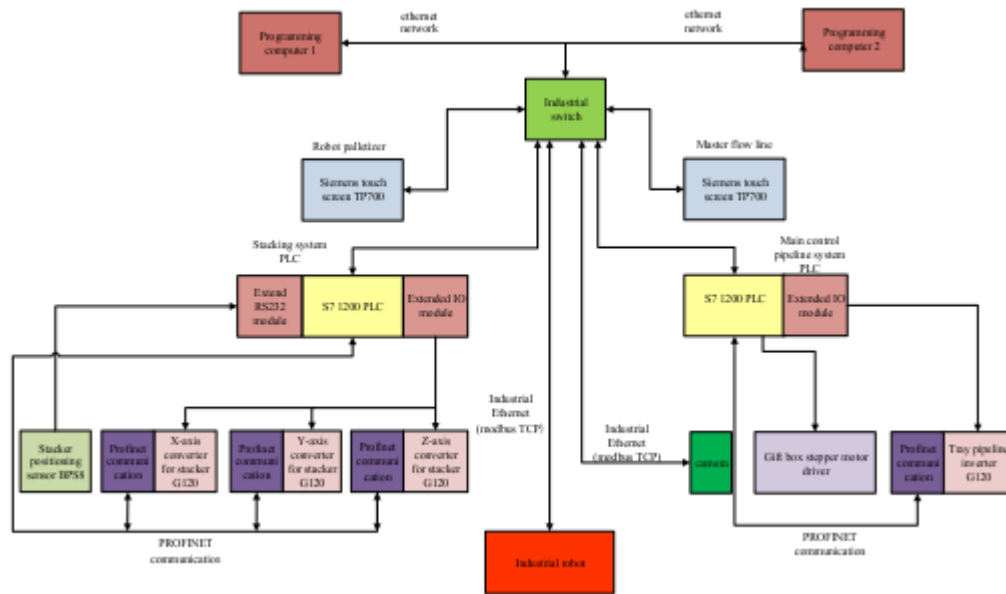 ethernet
network
ethernet
network
Programming
computer 1
Programming
computer 2
Industrial
switch
Robot palletizer
Master flow line
Siemens touch
screen TP700
Siemens touch
screen TP700
Stacking system
PLC
Main control
pipeline system
PLC
Extend
RS232
module
S7 1200 PLC
Extended IO
module
S7 1200 PLC
Extended IO
module
Industrial
Ethernet
(modbus TCP)
Industrial
Ethernet
(modbus TCP)
Stacker
positioning
sensor BPS8
Profinet
communi
cation
X-axis
converter
for stacker
G120
Profinet
communi
cation
Y-axis
converter
for stacker
G120
Profinet
communi
cation
Z-axis
converter
for stacker
G120
camera
Gift box stepper motor
driver
Profinet
communi
cation
Tray pipeline
inverter
G120
PROFINET
communication
PROFINET
communication
Industrial robot